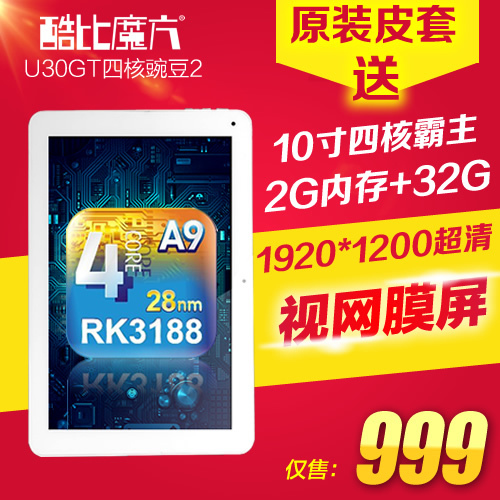 酷比魔方
U30GT四核豌豆2
原装皮套
送
10寸四核霸主
2G内存+32G
1920*1200超清
视网膜屏
4
CORE
A9
28nm
RK3188
仅售：999